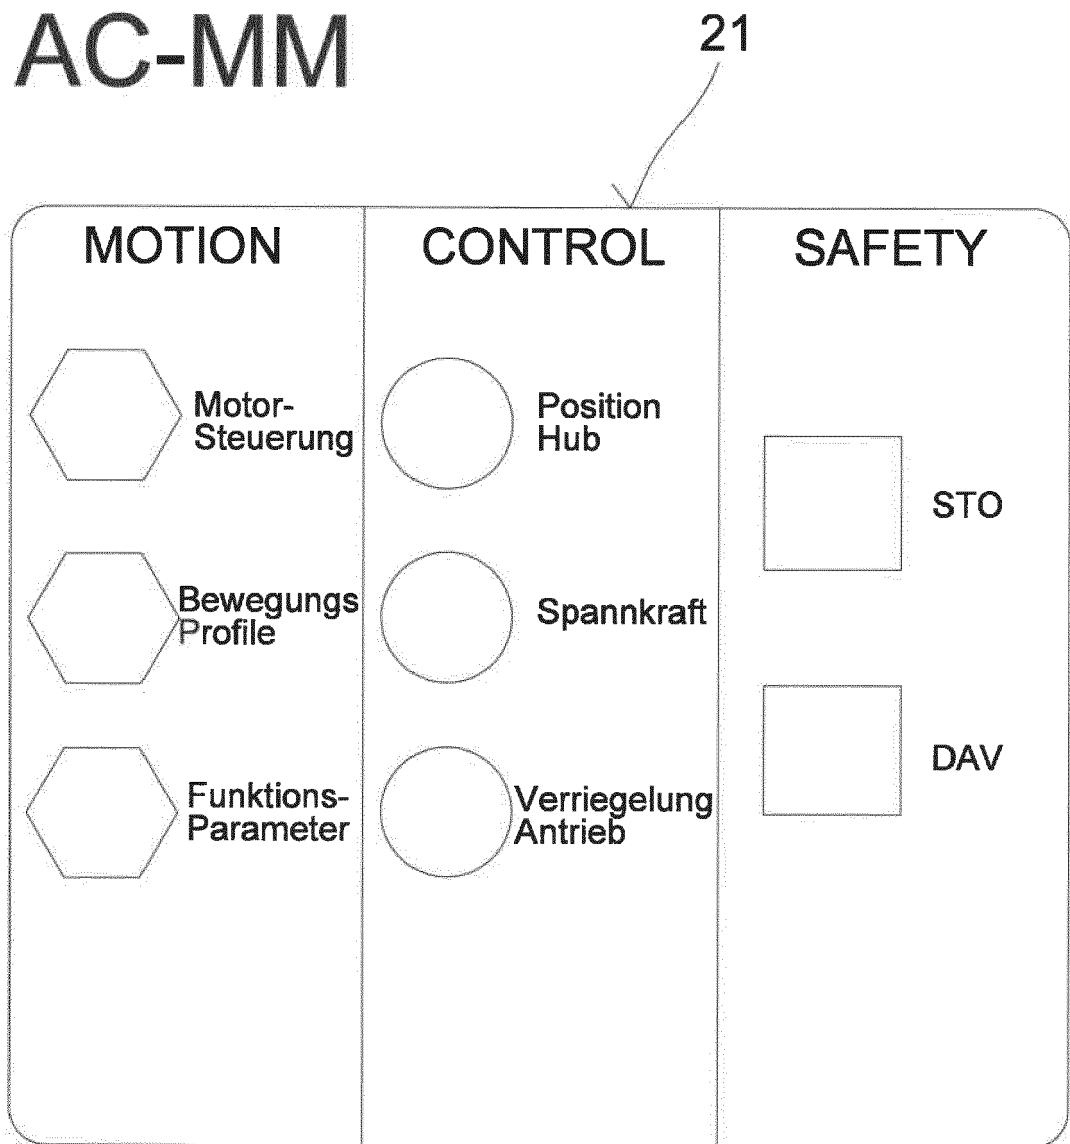 AC-MM
21
MOTION
CONTROL
SAFETY
Motor-
Steuerung
Bewegungs
Profile
Funktions-
Parameter
Position
Hub
Spannkraft
Verriegelung
Antrieb
STO
DAV